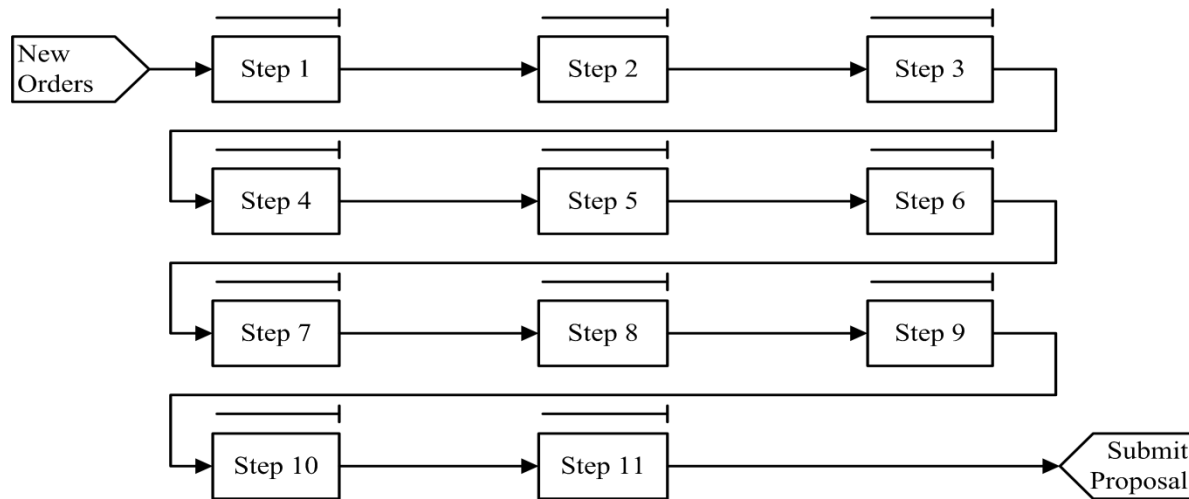 New
Orders
Step 1
Step 2
Step 3
Step 4
Step 5
Step 6
Step 7
Step 8
Step 9
Step 10
Step 11
Submit
Proposal